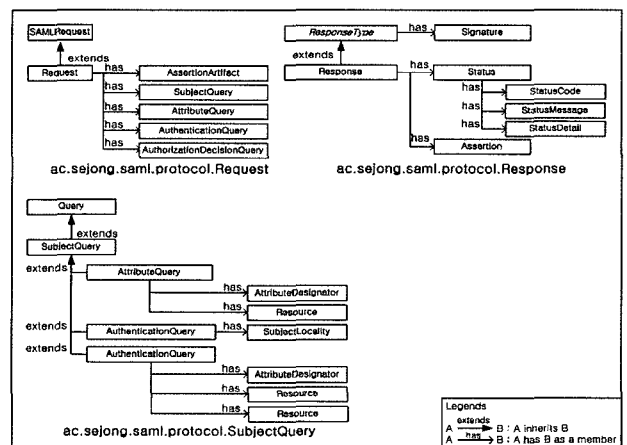 SAMLRequest
extends
Request
has
AssertionArtifact
has
SubjectQuery
has
AttributeQuery
has
AuthenticationQuery
has
AuthorizationDecisionQuery
ac.sejong.saml.protocol.Request
ResponseType
has
Signature
extends
Response
has
Status
has
StatusCode
has
StatusMessage
has
StatusDetail
has
Assertion
ac.sejong.saml.protocol.Response
Query
extends
SubjectQuery
extends
AttributeQuery
has
AttributeDesignator
has
Resource
extends
AuthenticationQuery
has
SubjectLocality
extends
AuthenticationQuery
has
AttributeDesignator
has
Resource
has
Resource
ac.sejong.saml.protocol.SubjectQuery
Legends
A extends B : A inherits B
A has B : A has B as a member